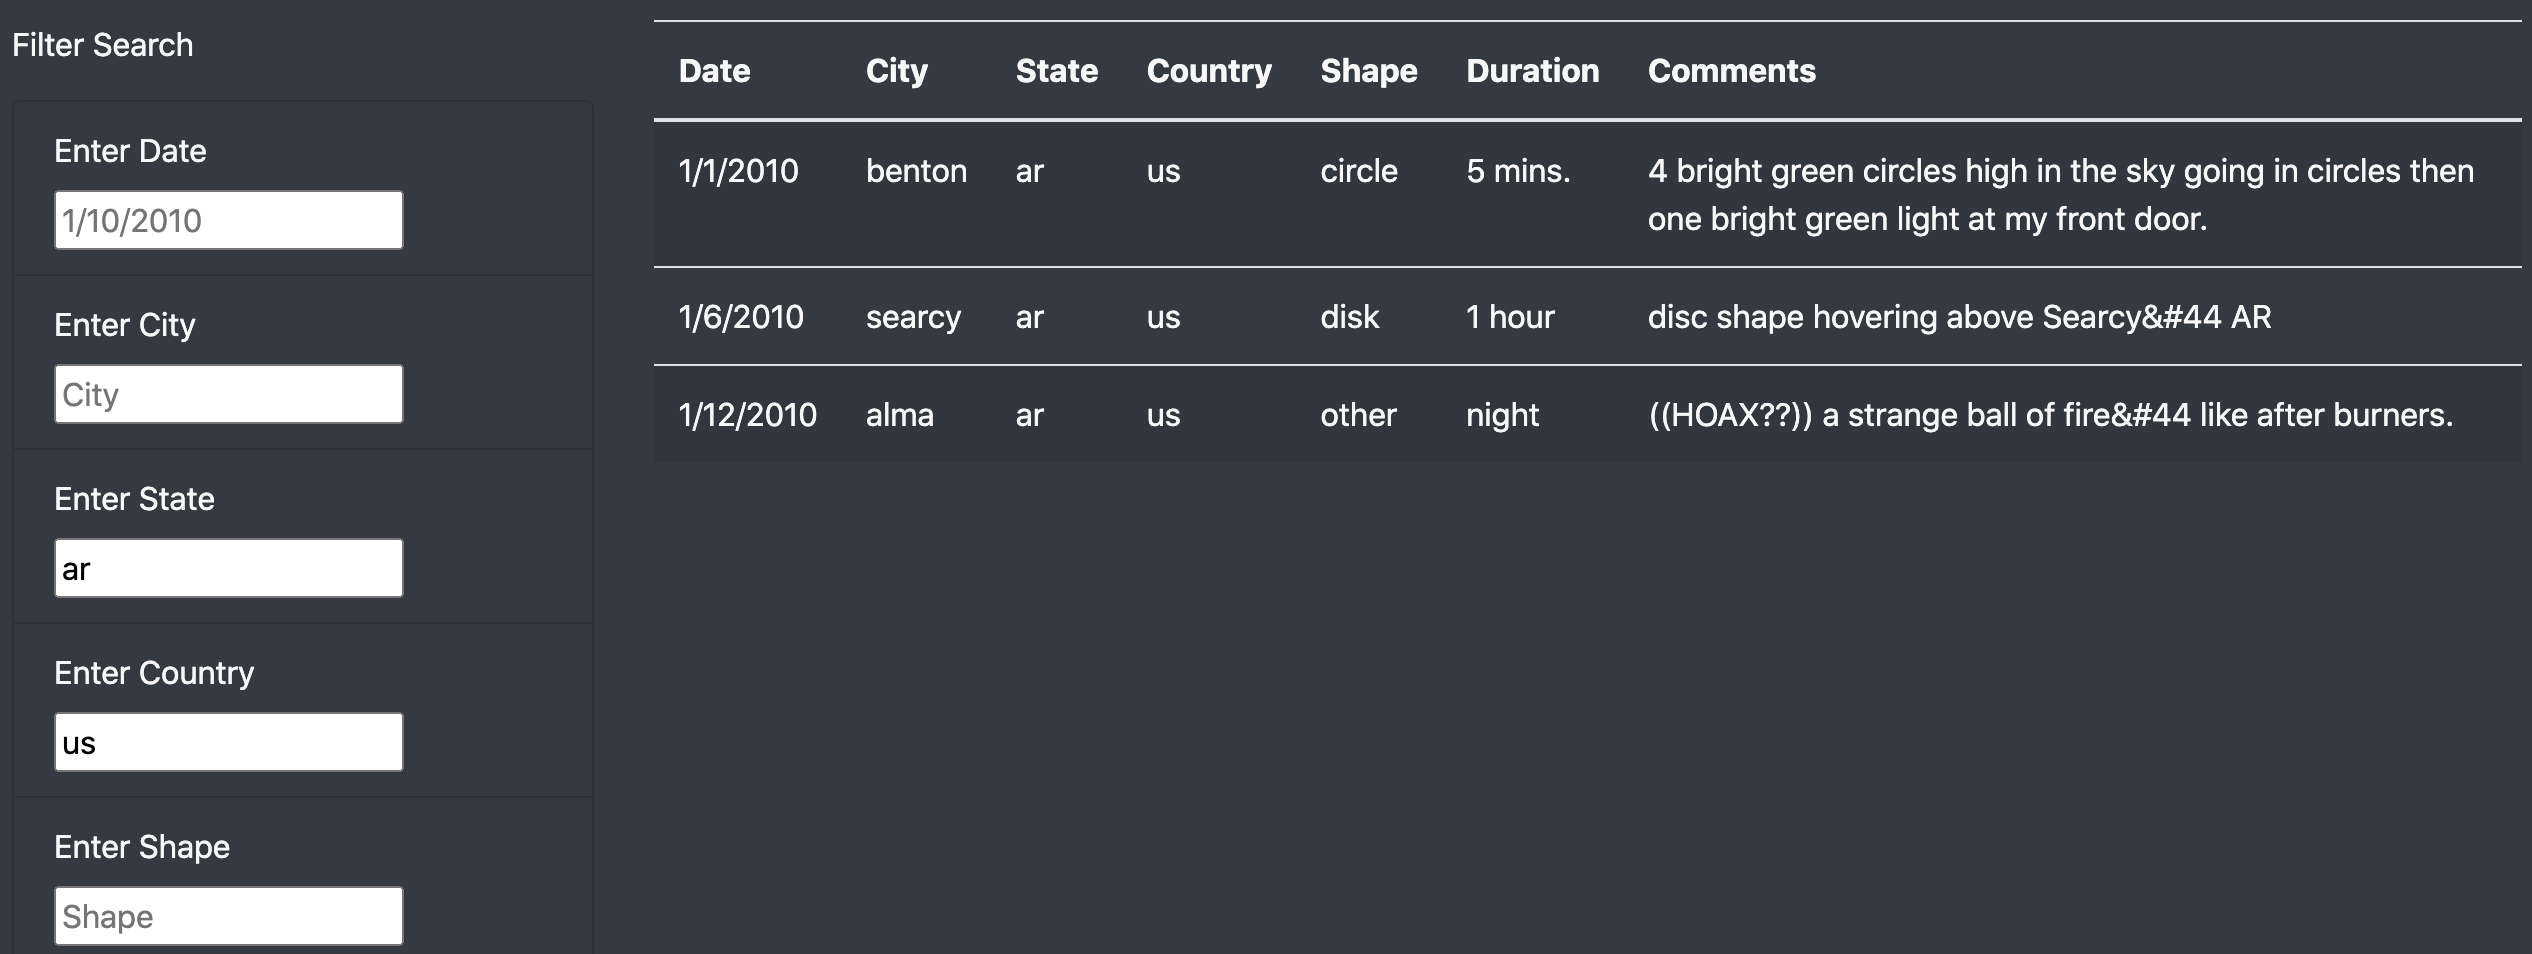 Filter Search
Enter Date
1/10/2010
Enter City
City
Enter State
ar
Enter Country
us
Enter Shape
Shape
Date City State Country Shape Duration Comments
1/1/2010 benton ar us circle 5 mins. 4 bright green circles high in the sky going in circles then
one bright green light at my front door.
1/6/2010 searcy ar us disk 1 hour disc shape hovering above Searcy&#44 AR
1/12/2010 alma ar us other night ((HOAX??)) a strange ball of fire&#44 like after burners.